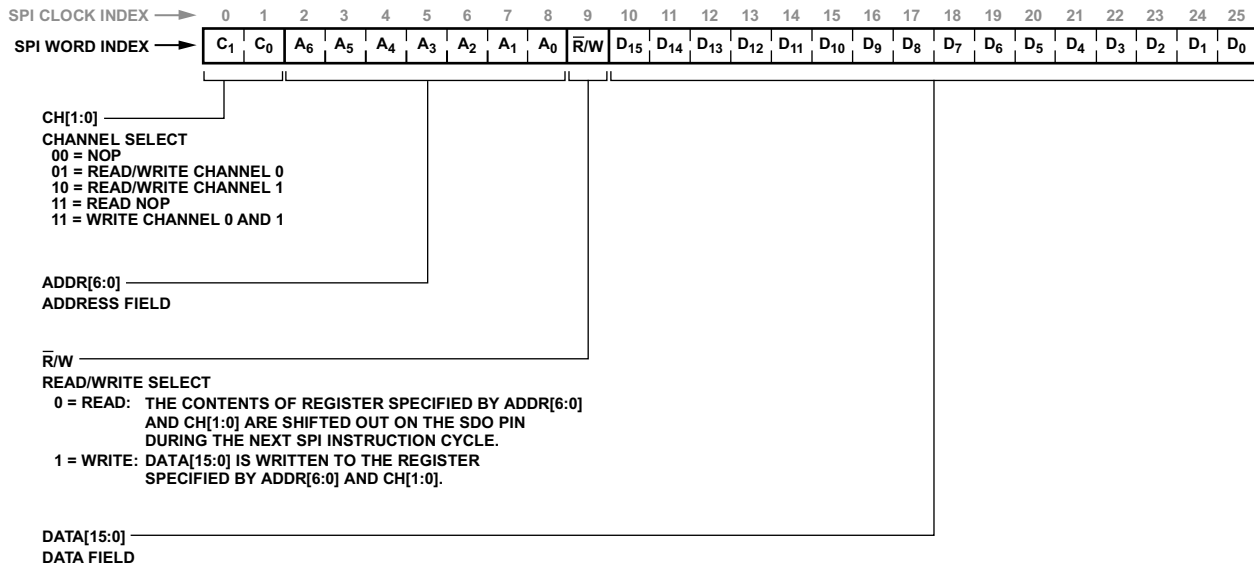 SPI CLOCK INDEX 0 1 2 3 4 5 6 7 8 9 10 11 12 13 14 15 16 17 18 19 20 21 22 23 24 25
SPI WORD INDEX C1 C0 A6 A5 A4 A3 A2 A1 A0 R̅/W D15 D14 D13 D12 D11 D10 D9 D8 D7 D6 D5 D4 D3 D2 D1 D0
CH[1:0]
CHANNEL SELECT
00 = NOP
01 = READ/WRITE CHANNEL 0
10 = READ/WRITE CHANNEL 1
11 = READ NOP
11 = WRITE CHANNEL 0 AND 1
ADDR[6:0]
ADDRESS FIELD
R̅/W
READ/WRITE SELECT
0 = READ: THE CONTENTS OF REGISTER SPECIFIED BY ADDR[6:0]
AND CH[1:0] ARE SHIFTED OUT ON THE SDO PIN
DURING THE NEXT SPI INSTRUCTION CYCLE.
1 = WRITE: DATA[15:0] IS WRITTEN TO THE REGISTER
SPECIFIED BY ADDR[6:0] AND CH[1:0].
DATA[15:0]
DATA FIELD